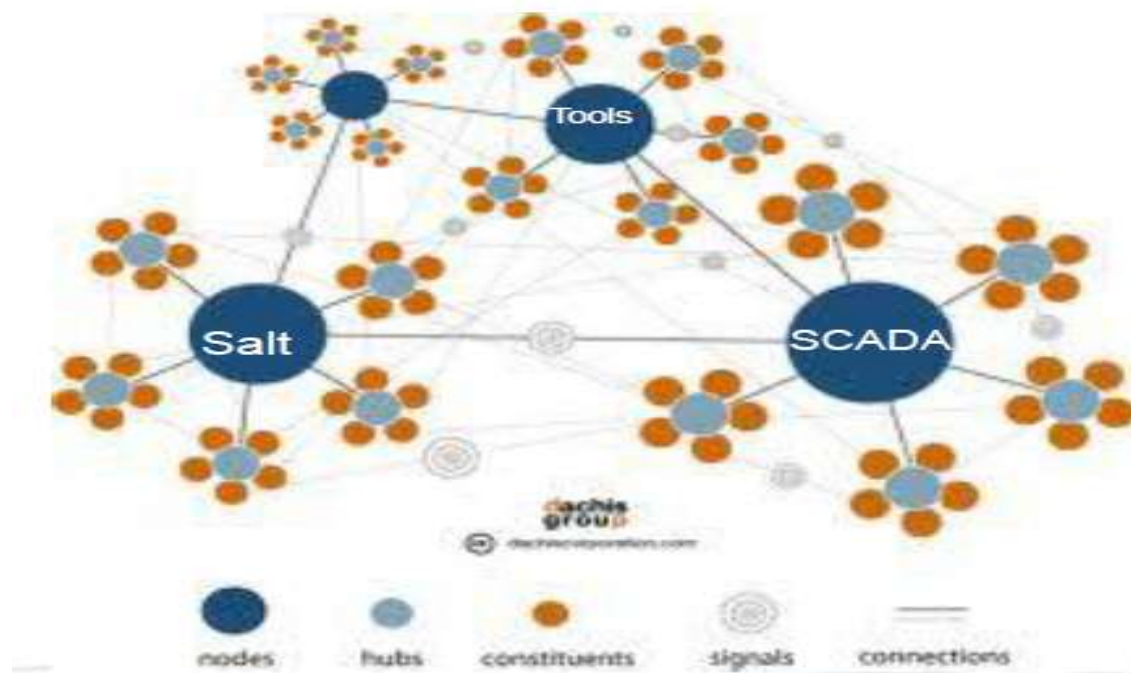 Tools
Salt
SCADA
dachis
group
nodes
hubs
constituents
signals
connections